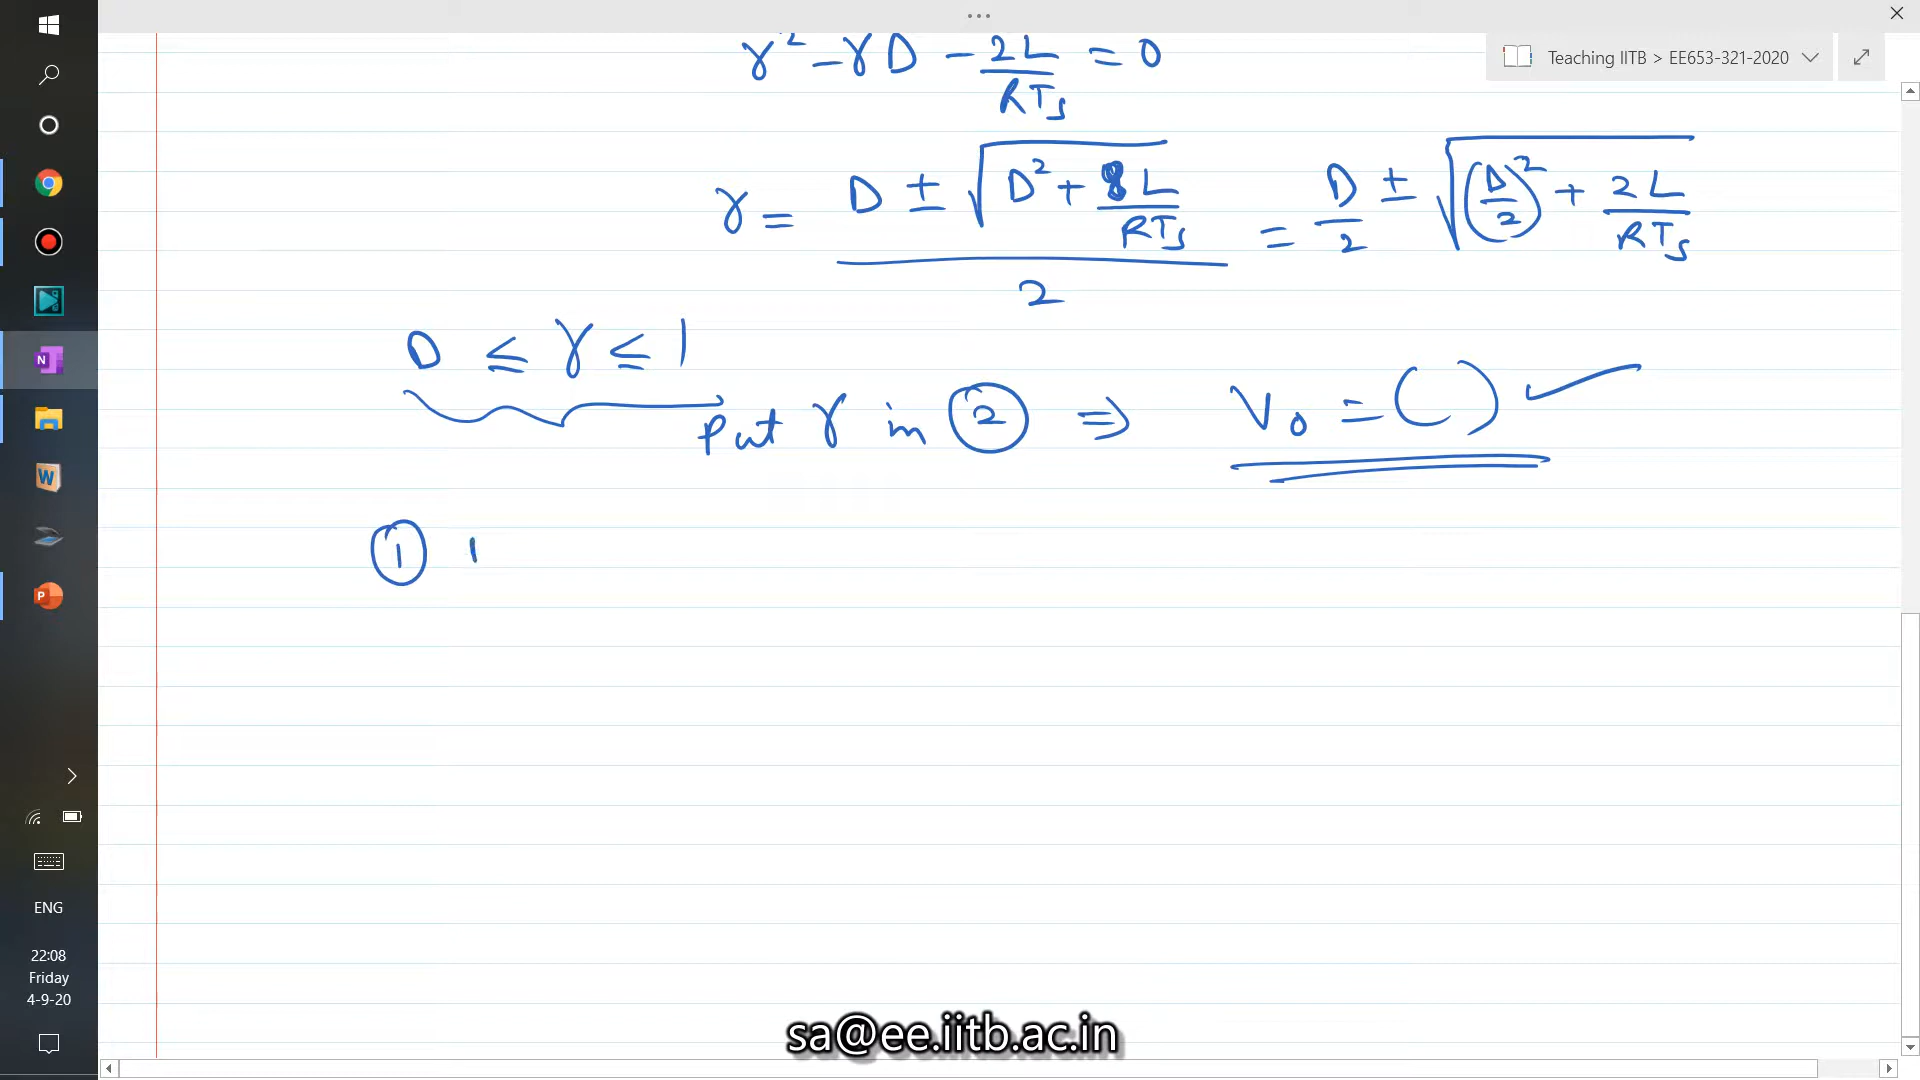 Teaching IITB > EE653-321-2020
γ² − γD − 2L/RTs = 0
γ = (D ± √(D² + 8L/RTs))/2 = D/2 ± √((D/2)² + 2L/RTs)
D ≤ γ ≤ 1
Put γ in ② ⇒ Vo = ( ) ✓
①
ENG
22:08
Friday
4-9-20
sa@ee.iitb.ac.in